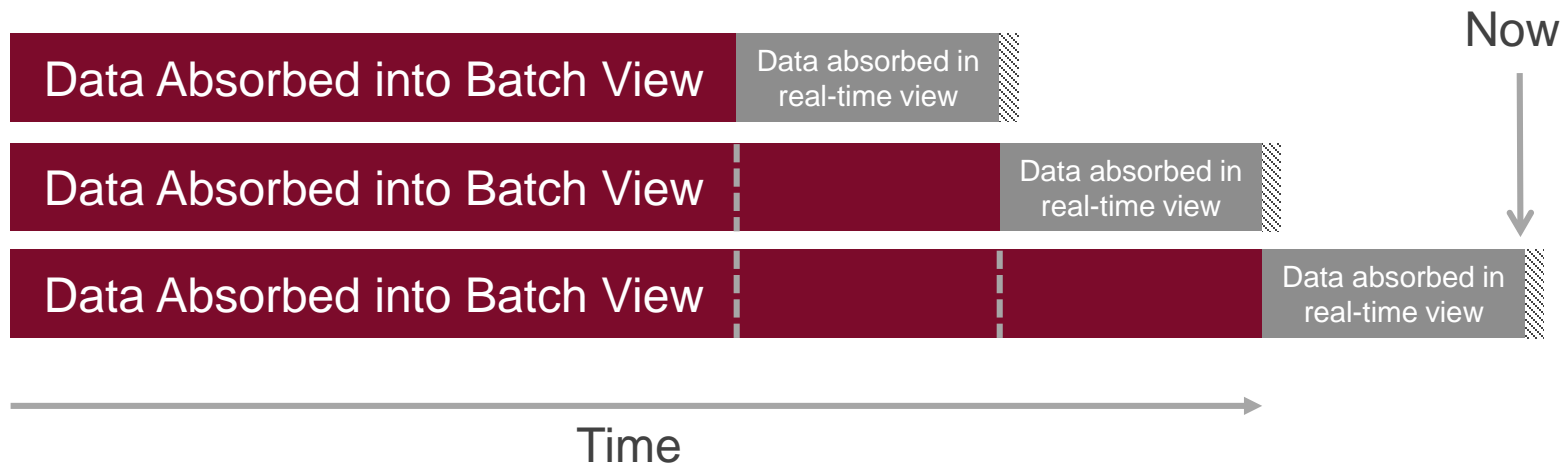 Now
Data Absorbed into Batch View
Data absorbed in
real-time view
Data Absorbed into Batch View
Data absorbed in
real-time view
Data Absorbed into Batch View
Data absorbed in
real-time view
Time